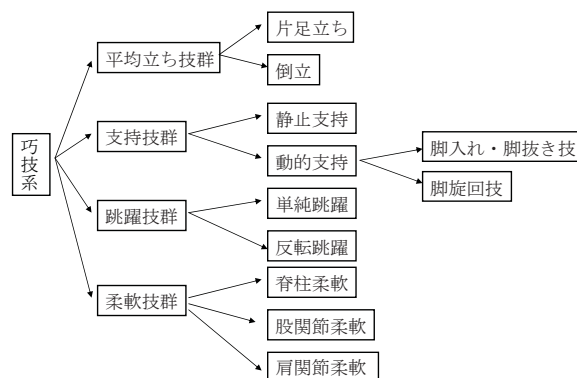 巧技系
平均立ち技群
片足立ち
倒立
支持技群
静止支持
動的支持
脚入れ・脚抜き技
脚旋回技
跳躍技群
単純跳躍
反転跳躍
柔軟技群
脊柱柔軟
股関節柔軟
肩関節柔軟